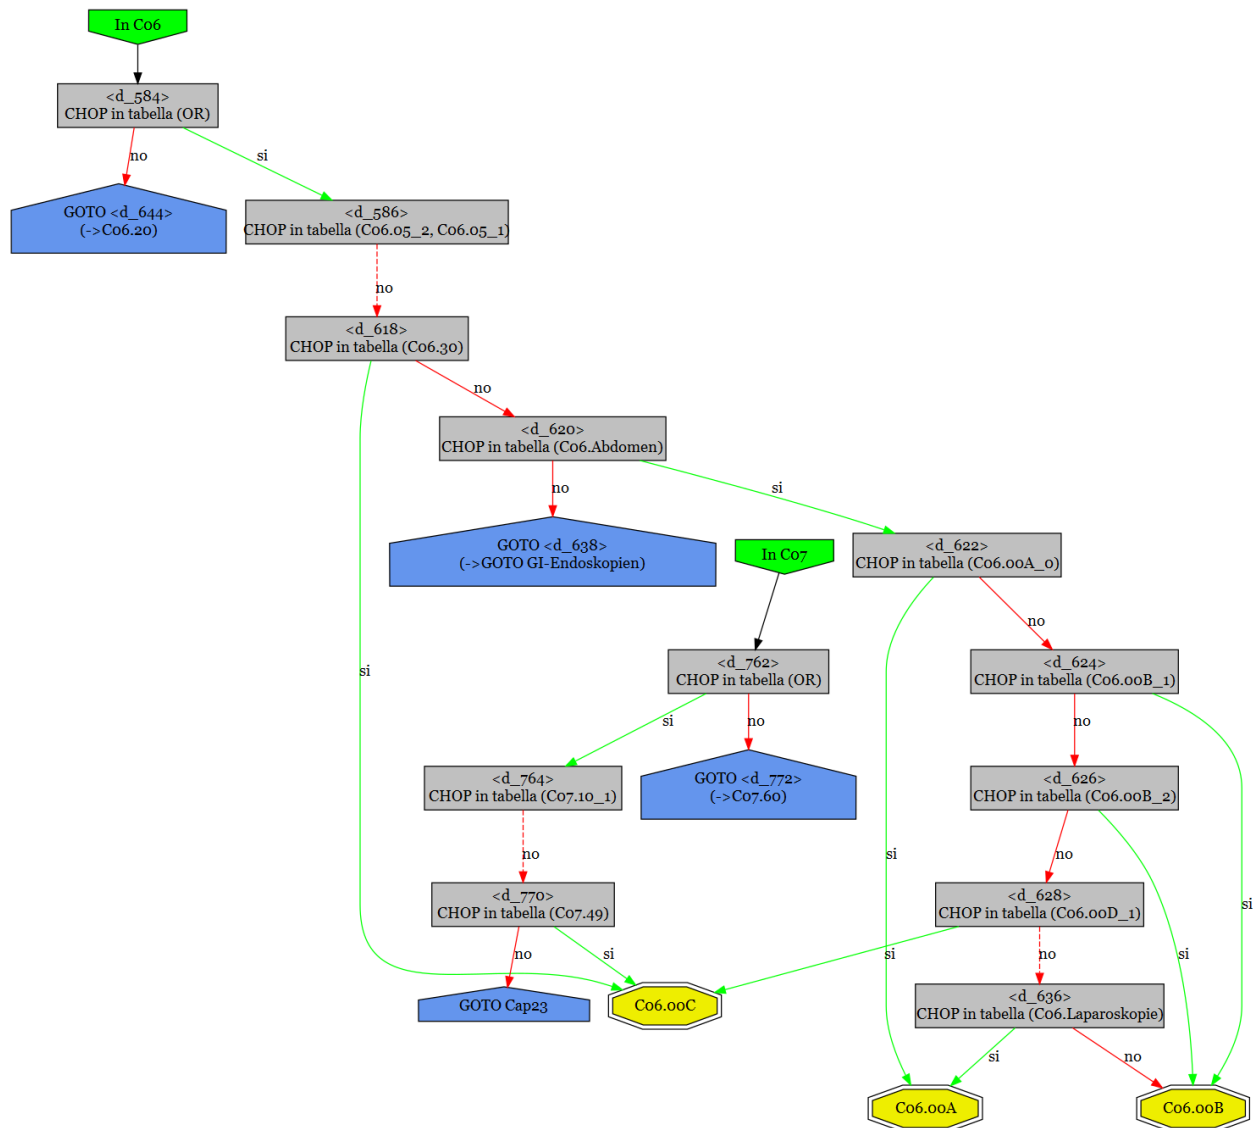 In C06
<d_584>
CHOP in tabella (OR)
no
si
GOTO <d_644>
(->C06.20)
<d_586>
CHOP in tabella (C06.05_2, C06.05_1)
no
<d_618>
CHOP in tabella (C06.30)
no
<d_620>
CHOP in tabella (C06.Abdomen)
no
si
GOTO <d_638>
(->GOTO GI-Endoskopien)
In C07
<d_622>
CHOP in tabella (C06.00A_0)
no
si
<d_762>
CHOP in tabella (OR)
<d_624>
CHOP in tabella (C06.00B_1)
si
no
no
<d_764>
CHOP in tabella (C07.10_1)
GOTO <d_772>
(->C07.60)
<d_626>
CHOP in tabella (C06.00B_2)
no
si
no
<d_770>
CHOP in tabella (C07.49)
<d_628>
CHOP in tabella (C06.00D_1)
si
no
si
si
no
si
GOTO Cap23
C06.00C
<d_636>
CHOP in tabella (C06.Laparoskopie)
si
no
C06.00A
C06.00B